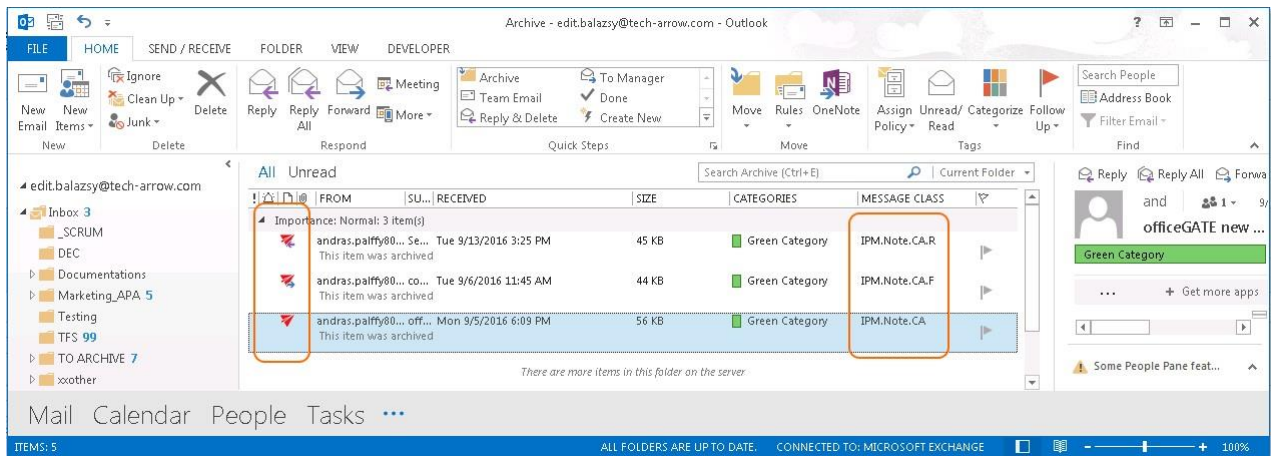 Archive - edit.balazsy@tech-arrow.com - Outlook
FILE HOME SEND / RECEIVE FOLDER VIEW DEVELOPER
New Email
New Items
Ignore
Clean Up
Junk
Delete
Reply
Reply All
Forward
Meeting
More
Archive
Team Email
Reply & Delete
To Manager
Done
Create New
Move
Rules
OneNote
Assign Policy
Unread/ Read
Categorize
Follow Up
Search People
Address Book
Filter Email
New Delete Respond Quick Steps Move Tags Find
edit.balazsy@tech-arrow.com
Inbox 3
_SCRUM
DEC
Documentations
Marketing_APA 5
Testing
TFS 99
TO ARCHIVE 7
xxother
All Unread
Search Archive (Ctrl+E) Current Folder
! FROM SU... RECEIVED SIZE CATEGORIES MESSAGE CLASS
Importance: Normal: 3 item(s)
andras.palffy80... Se... Tue 9/13/2016 3:25 PM 45 KB Green Category IPM.Note.CA.R
This item was archived
andras.palffy80... co... Tue 9/6/2016 11:45 AM 44 KB Green Category IPM.Note.CA.F
This item was archived
andras.palffy80... off... Mon 9/5/2016 6:09 PM 56 KB Green Category IPM.Note.CA
This item was archived
There are more items in this folder on the server
Reply Reply All Forwa
and 1 9/
officeGATE new ...
Green Category
... + Get more apps
Some People Pane feat...
Mail Calendar People Tasks ...
ITEMS: 5 ALL FOLDERS ARE UP TO DATE. CONNECTED TO: MICROSOFT EXCHANGE - + 100%